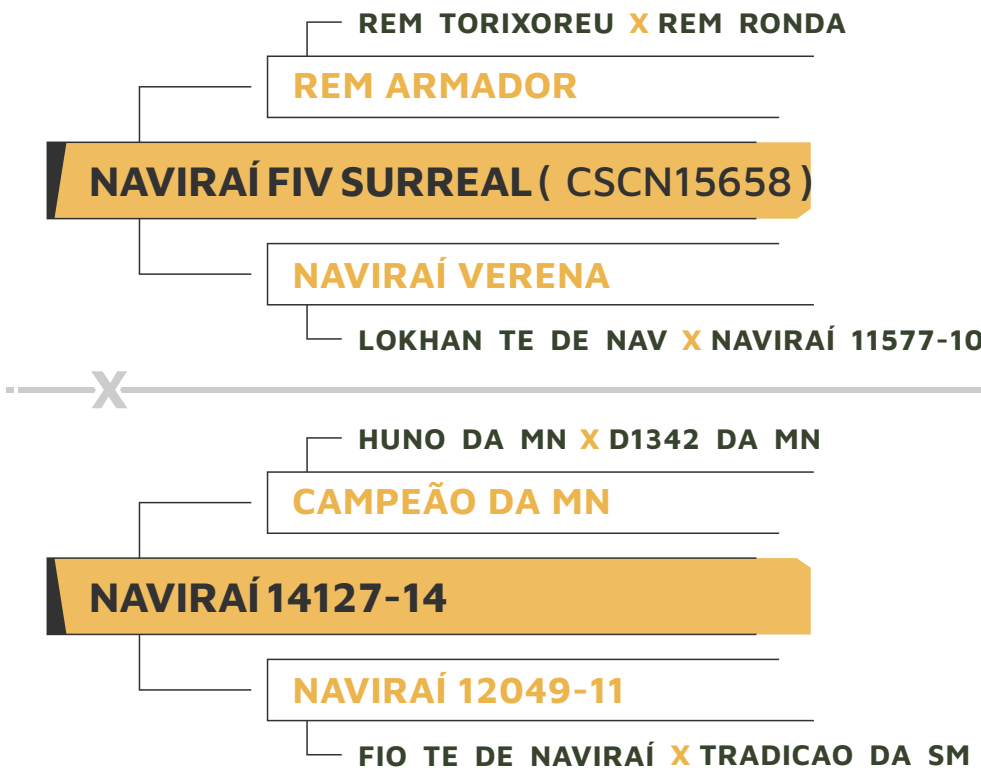 REM TORIXOREU X REM RONDA
REM ARMADOR
NAVIRAÍ FIV SURREAL ( CSCN15658 )
NAVIRAÍ VERENA
LOKHAN TE DE NAV X NAVIRAÍ 11577-10
X
HUNO DA MN X D1342 DA MN
CAMPEÃO DA MN
NAVIRAÍ 14127-14
NAVIRAÍ 12049-11
FIO TE DE NAVIRAÍ X TRADICAO DA SM